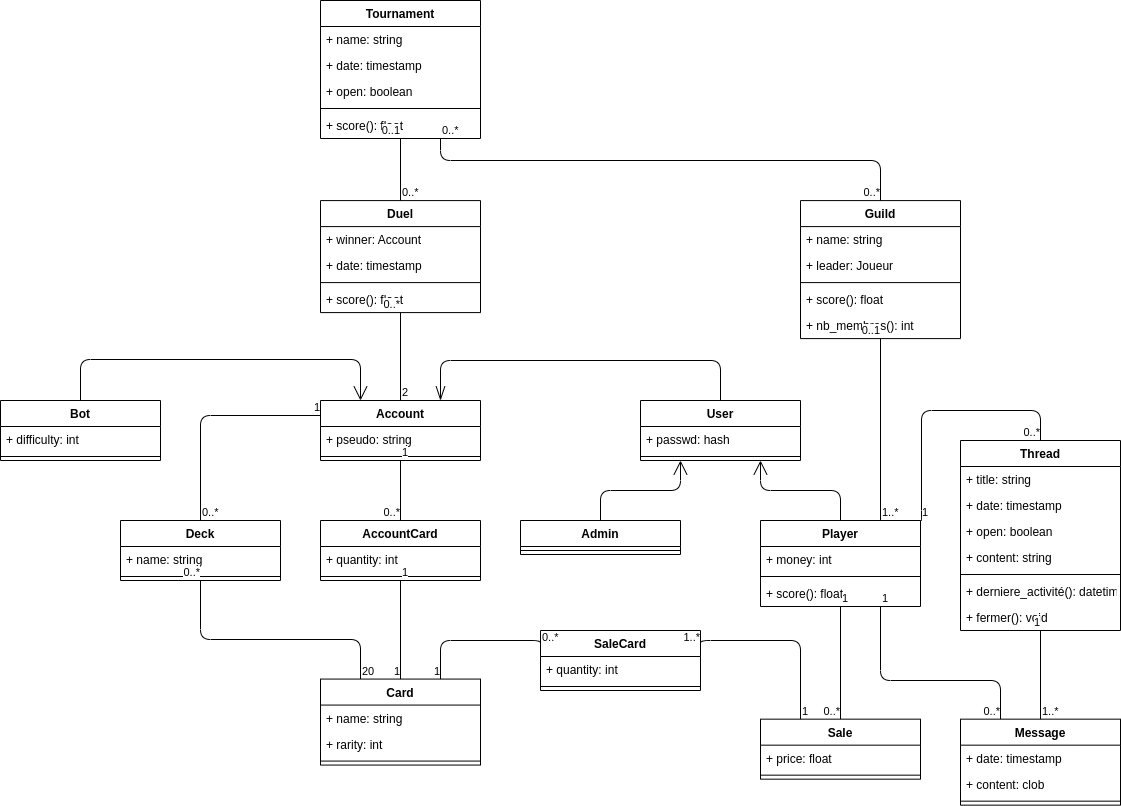 Tournament
+ name: string
+ date: timestamp
+ open: boolean
+ score(): float
0..1
0..*
0..*
0..*
Duel
+ winner: Account
+ date: timestamp
+ score(): float
0..*
Guild
+ name: string
+ leader: Joueur
+ score(): float
+ nb_membres(): int
0..1
2
Bot
+ difficulty: int
1
Account
+ pseudo: string
1
User
+ passwd: hash
0..*
Thread
+ title: string
+ date: timestamp
+ open: boolean
+ content: string
+ derniere_activité(): datetim
+ fermer(): void
1
0..*
0..*
1..*
1
Deck
+ name: string
0..*
AccountCard
+ quantity: int
1
Admin
Player
+ money: int
+ score(): float
1
1
0..*
SaleCard
1..*
+ quantity: int
20
1
1
Card
+ name: string
+ rarity: int
1
0..*
Sale
+ price: float
0..*
1..*
Message
+ date: timestamp
+ content: clob